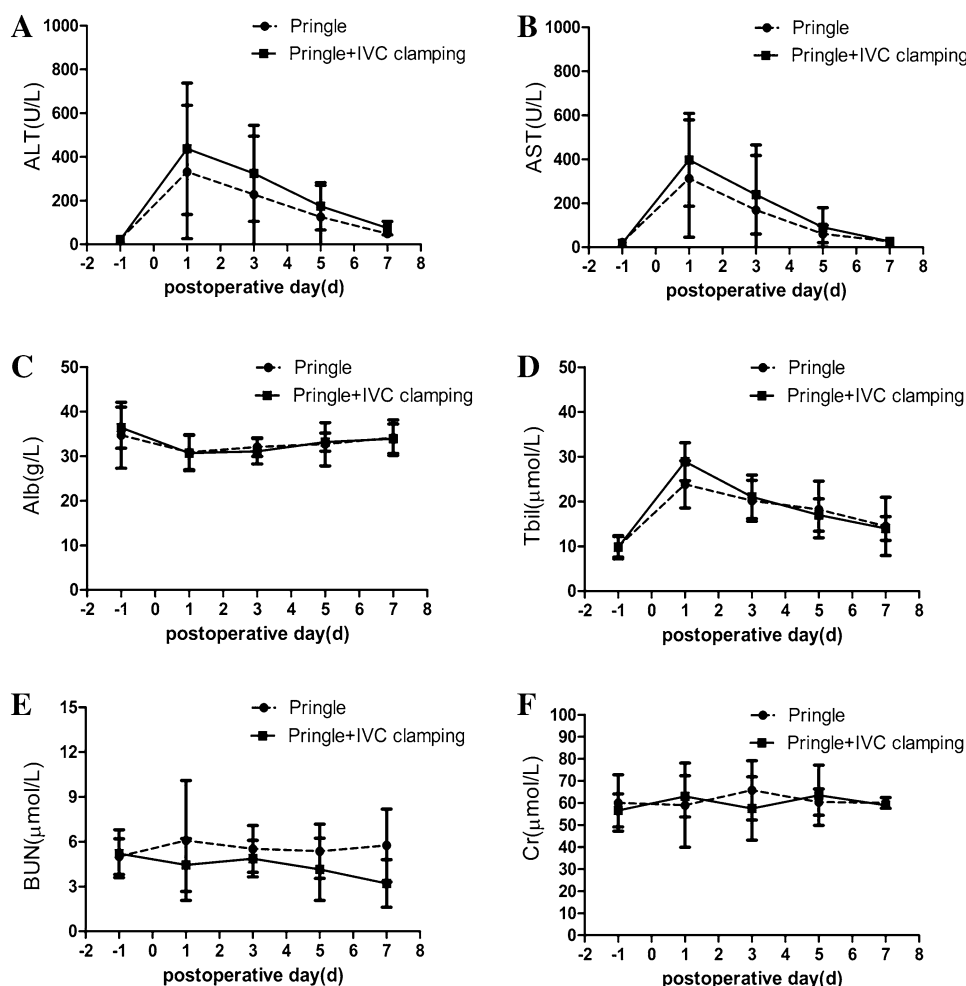 A
ALT(U/L)
1000
800
600
400
200
0
Pringle
Pringle+IVC clamping
-2 -1 0 1 2 3 4 5 6 7 8
postoperative day(d)
B
AST(U/L)
1000
800
600
400
200
0
Pringle
Pringle+IVC clamping
-2 -1 0 1 2 3 4 5 6 7 8
postoperative day(d)
C
Alb(g/L)
50
40
30
20
10
0
Pringle
Pringle+IVC clamping
-2 -1 0 1 2 3 4 5 6 7 8
postoperative day(d)
D
Tbil(μmol/L)
50
40
30
20
10
0
Pringle
Pringle+IVC clamping
-2 -1 0 1 2 3 4 5 6 7 8
postoperative day(d)
E
BUN(μmol/L)
15
12
9
6
3
0
Pringle
Pringle+IVC clamping
-2 -1 0 1 2 3 4 5 6 7 8
postoperative day(d)
F
Cr(μmol/L)
100
90
80
70
60
50
40
30
20
10
0
Pringle
Pringle+IVC clamping
-2 -1 0 1 2 3 4 5 6 7 8
postoperative day(d)